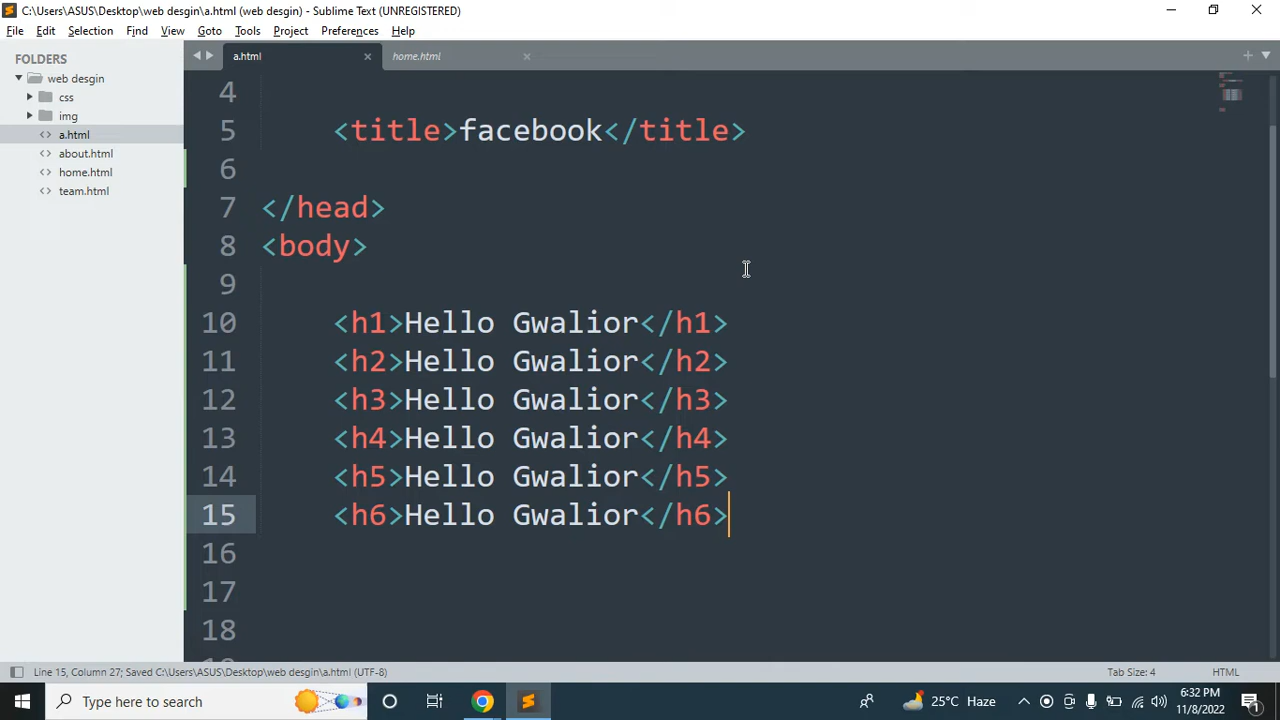 C:\Users\ASUS\Desktop\web desgin\a.html (web desgin) - Sublime Text (UNREGISTERED)
File Edit Selection Find View Goto Tools Project Preferences Help
FOLDERS
web desgin
css
img
a.html
about.html
home.html
team.html
a.html home.html
4
5 <title>facebook</title>
6
7 </head>
8 <body>
9
10 <h1>Hello Gwalior</h1>
11 <h2>Hello Gwalior</h2>
12 <h3>Hello Gwalior</h3>
13 <h4>Hello Gwalior</h4>
14 <h5>Hello Gwalior</h5>
15 <h6>Hello Gwalior</h6>
16
17
18
Line 15, Column 27; Saved C:\Users\ASUS\Desktop\web desgin\a.html (UTF-8) Tab Size: 4 HTML
Type here to search 25°C Haze 6:32 PM
11/8/2022 1